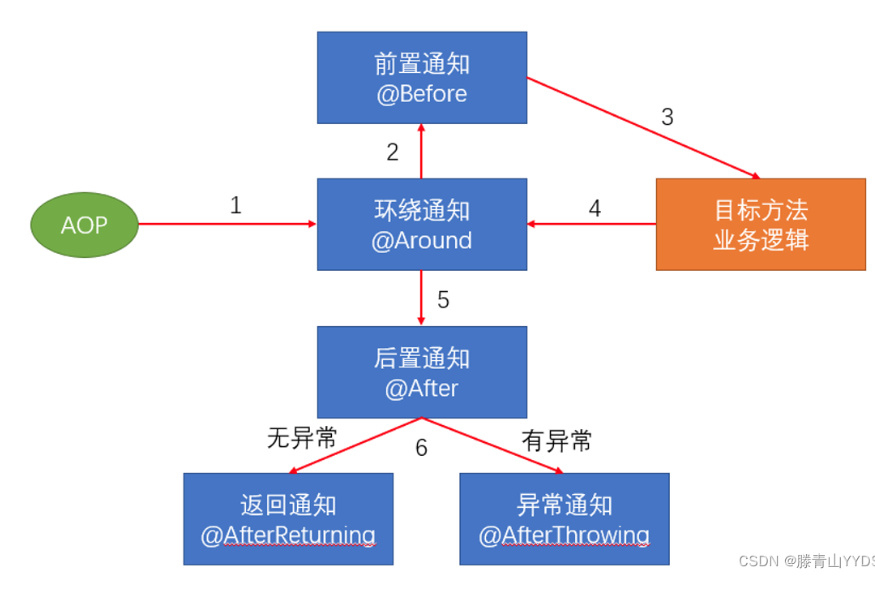 前置通知
@Before
3
2
1
AOP
环绕通知
@Around
4
目标方法
业务逻辑
5
后置通知
@After
无异常
6
有异常
返回通知
@AfterReturning
异常通知
@AfterThrowing
CSDN @滕青山YYDS